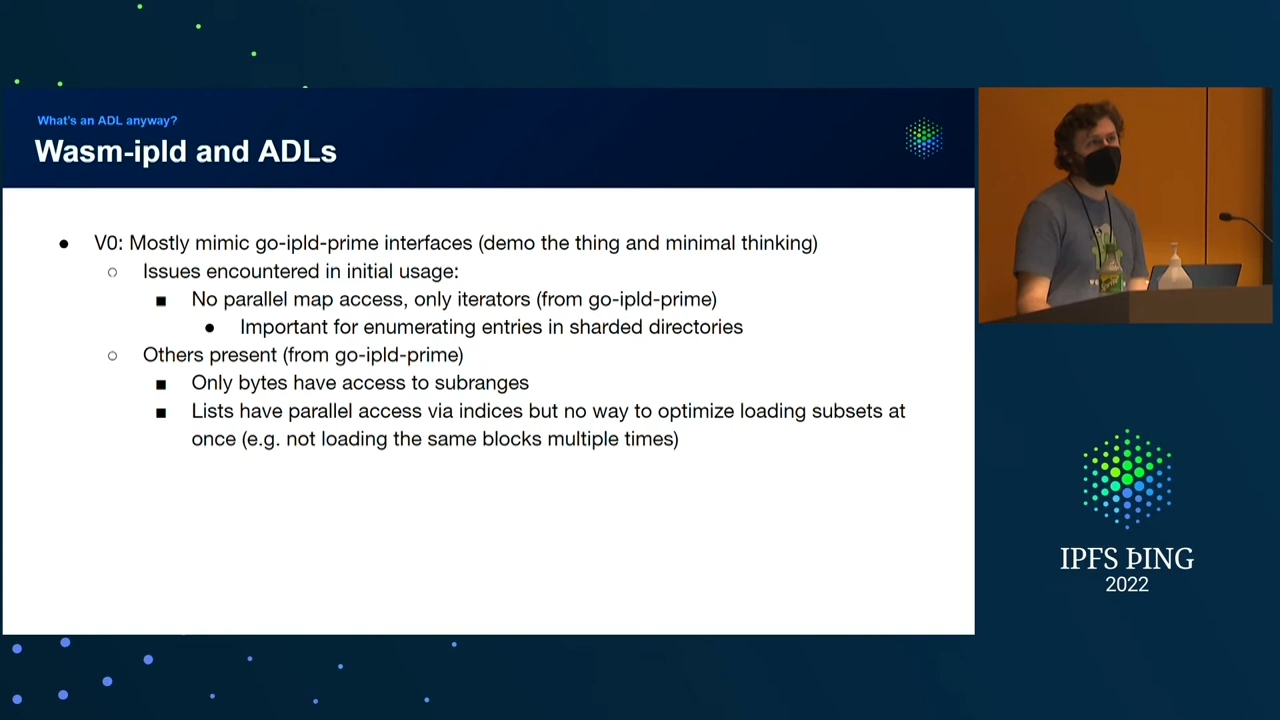 What's an ADL anyway?
Wasm-ipld and ADLs
● V0: Mostly mimic go-ipld-prime interfaces (demo the thing and minimal thinking)
○ Issues encountered in initial usage:
■ No parallel map access, only iterators (from go-ipld-prime)
● Important for enumerating entries in sharded directories
○ Others present (from go-ipld-prime)
■ Only bytes have access to subranges
■ Lists have parallel access via indices but no way to optimize loading subsets at
once (e.g. not loading the same blocks multiple times)
IPFS ÞING
2022